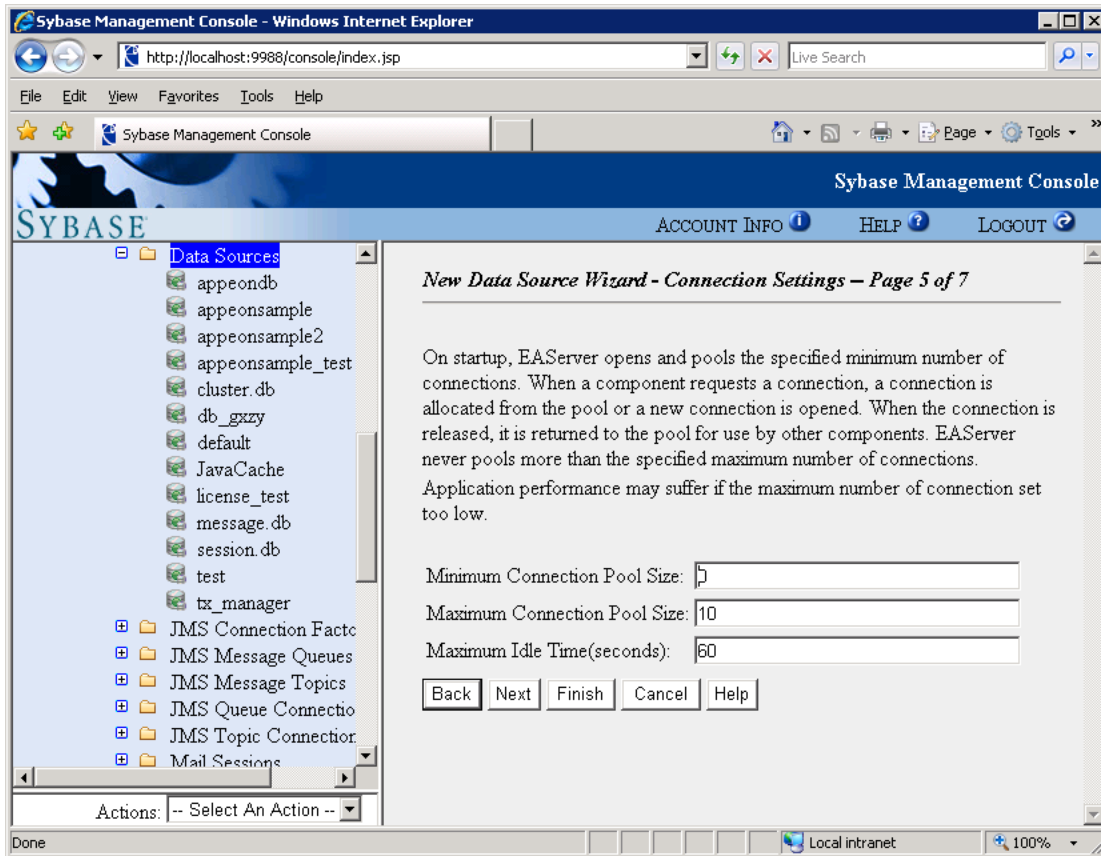 Sybase Management Console - Windows Internet Explorer
http://localhost:9988/console/index.jsp
Live Search
File Edit View Favorites Tools Help
Sybase Management Console
Page Tools
Sybase Management Console
SYBASE
ACCOUNT INFO HELP LOGOUT
Data Sources
appeondb
appeonsample
appeonsample2
appeonsample_test
cluster.db
db_gxzy
default
JavaCache
license_test
message.db
session.db
test
tx_manager
JMS Connection Facto
JMS Message Queues
JMS Message Topics
JMS Queue Connectio
JMS Topic Connection
Mail Sessions
Actions: -- Select An Action --
New Data Source Wizard - Connection Settings -- Page 5 of 7
On startup, EAServer opens and pools the specified minimum number of
connections. When a component requests a connection, a connection is
allocated from the pool or a new connection is opened. When the connection is
released, it is returned to the pool for use by other components. EAServer
never pools more than the specified maximum number of connections.
Application performance may suffer if the maximum number of connection set
too low.
Minimum Connection Pool Size:
Maximum Connection Pool Size: 10
Maximum Idle Time(seconds): 60
Back Next Finish Cancel Help
Done Local intranet 100%